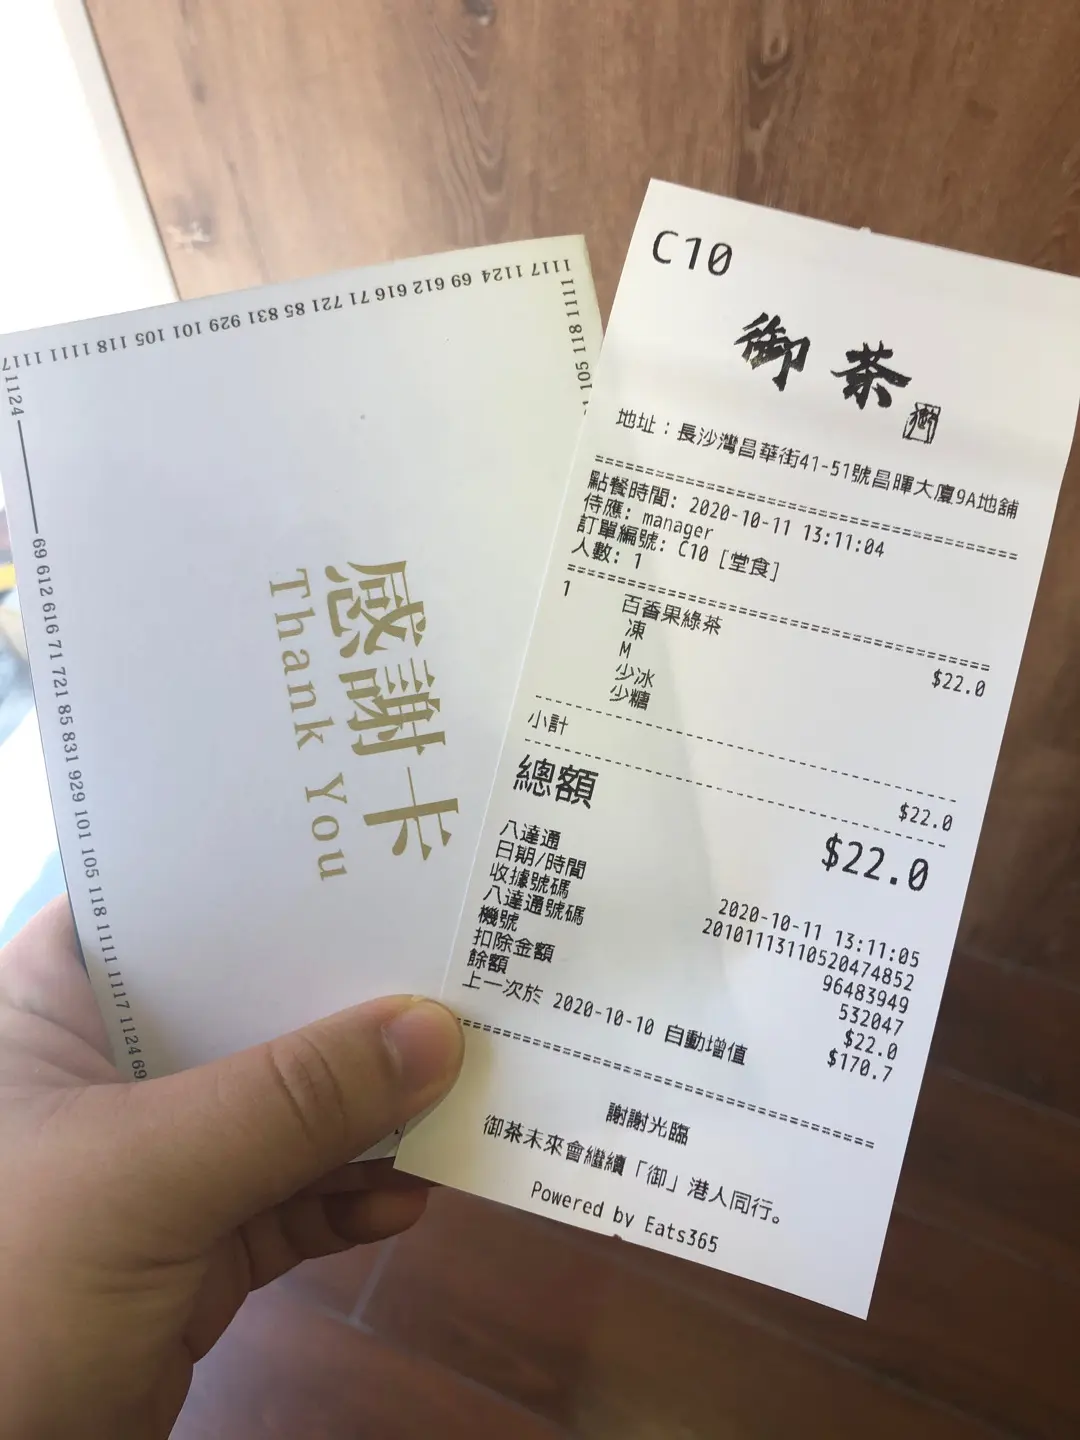 1117 1124 69 612 616 71 721 85 831 929 101 105 118 1111 1117
1124
69 612 616 71 721 85 831 929 101 105 118 1111 1117 1124 69
1111 118 105
感謝卡
Thank You
C10
御茶
地址：長沙灣昌華街41-51號昌暉大廈9A地舖
點餐時間: 2020-10-11 13:11:04
侍應: manager
訂單編號: C10 [堂食]
人數: 1
1 百香果綠茶 $22.0
凍
M
少冰
少糖
小計 $22.0
總額 $22.0
八達通
日期/時間 2020-10-11 13:11:05
收據號碼 20101113110520474852
八達通號碼 96483949
機號 532047
扣除金額 $22.0
餘額 $170.7
上一次於 2020-10-10 自動增值
謝謝光臨
御茶未來會繼續「御」港人同行。
Powered by Eats365